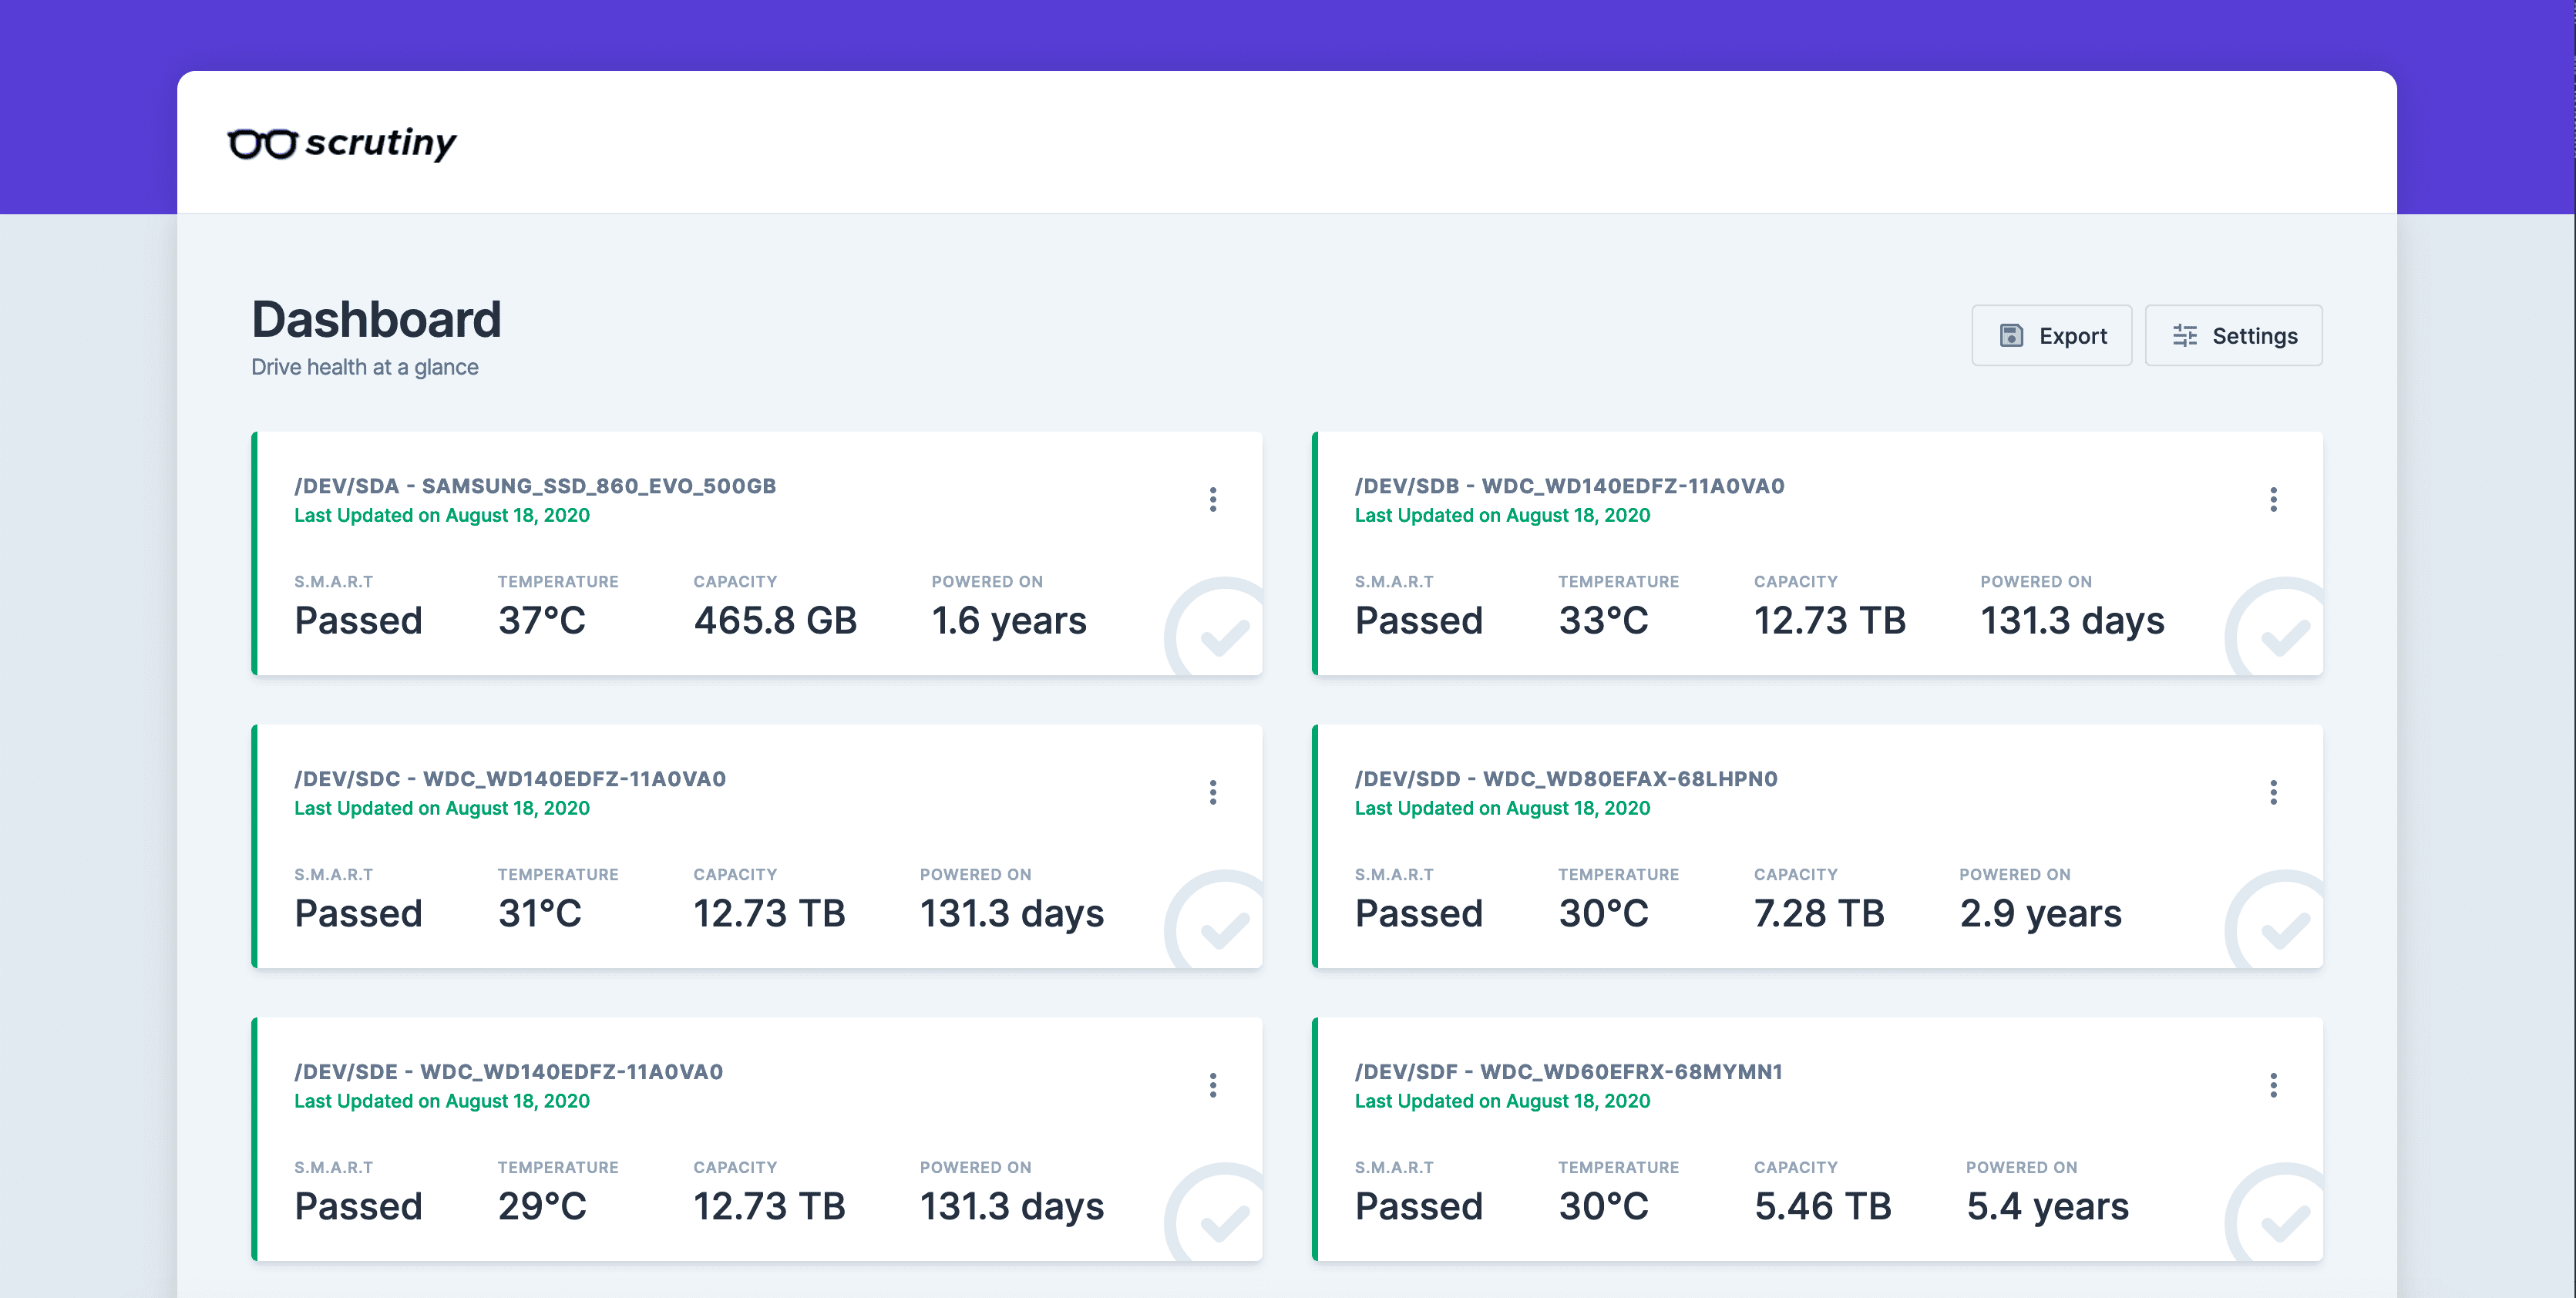 scrutiny
Dashboard
Drive health at a glance
Export
Settings
/DEV/SDA - SAMSUNG_SSD_860_EVO_500GB
Last Updated on August 18, 2020
S.M.A.R.T TEMPERATURE CAPACITY POWERED ON
Passed 37°C 465.8 GB 1.6 years
/DEV/SDB - WDC_WD140EDFZ-11A0VA0
Last Updated on August 18, 2020
S.M.A.R.T TEMPERATURE CAPACITY POWERED ON
Passed 33°C 12.73 TB 131.3 days
/DEV/SDC - WDC_WD140EDFZ-11A0VA0
Last Updated on August 18, 2020
S.M.A.R.T TEMPERATURE CAPACITY POWERED ON
Passed 31°C 12.73 TB 131.3 days
/DEV/SDD - WDC_WD80EFAX-68LHPN0
Last Updated on August 18, 2020
S.M.A.R.T TEMPERATURE CAPACITY POWERED ON
Passed 30°C 7.28 TB 2.9 years
/DEV/SDE - WDC_WD140EDFZ-11A0VA0
Last Updated on August 18, 2020
S.M.A.R.T TEMPERATURE CAPACITY POWERED ON
Passed 29°C 12.73 TB 131.3 days
/DEV/SDF - WDC_WD60EFRX-68MYMN1
Last Updated on August 18, 2020
S.M.A.R.T TEMPERATURE CAPACITY POWERED ON
Passed 30°C 5.46 TB 5.4 years